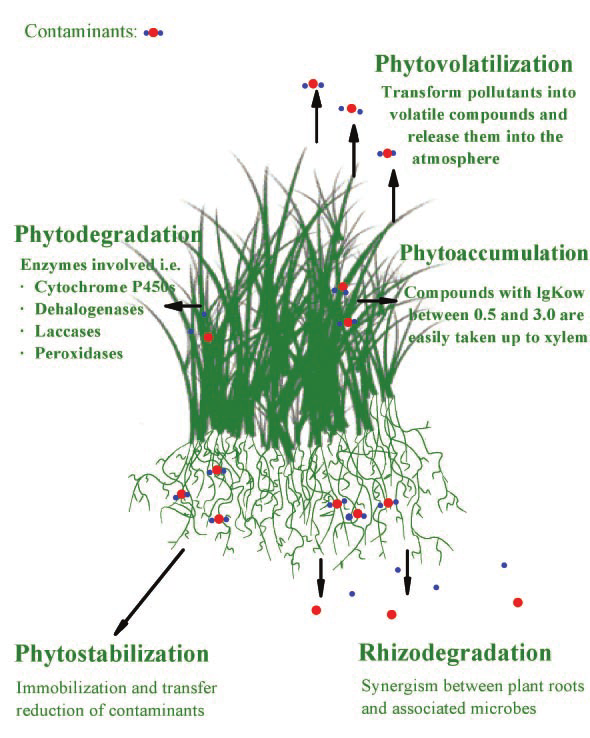 Contaminants:
Phytovolatilization
Transform pollutants into
volatile compounds and
release them into the
atmosphere
Phytodegradation
Enzymes involved i.e.
· Cytochrome P450s
· Dehalogenases
· Laccases
· Peroxidases
Phytoaccumulation
Compounds with lgKow
between 0.5 and 3.0 are
easily taken up to xylem
Phytostabilization
Immobilization and transfer
reduction of contaminants
Rhizodegradation
Synergism between plant roots
and associated microbes